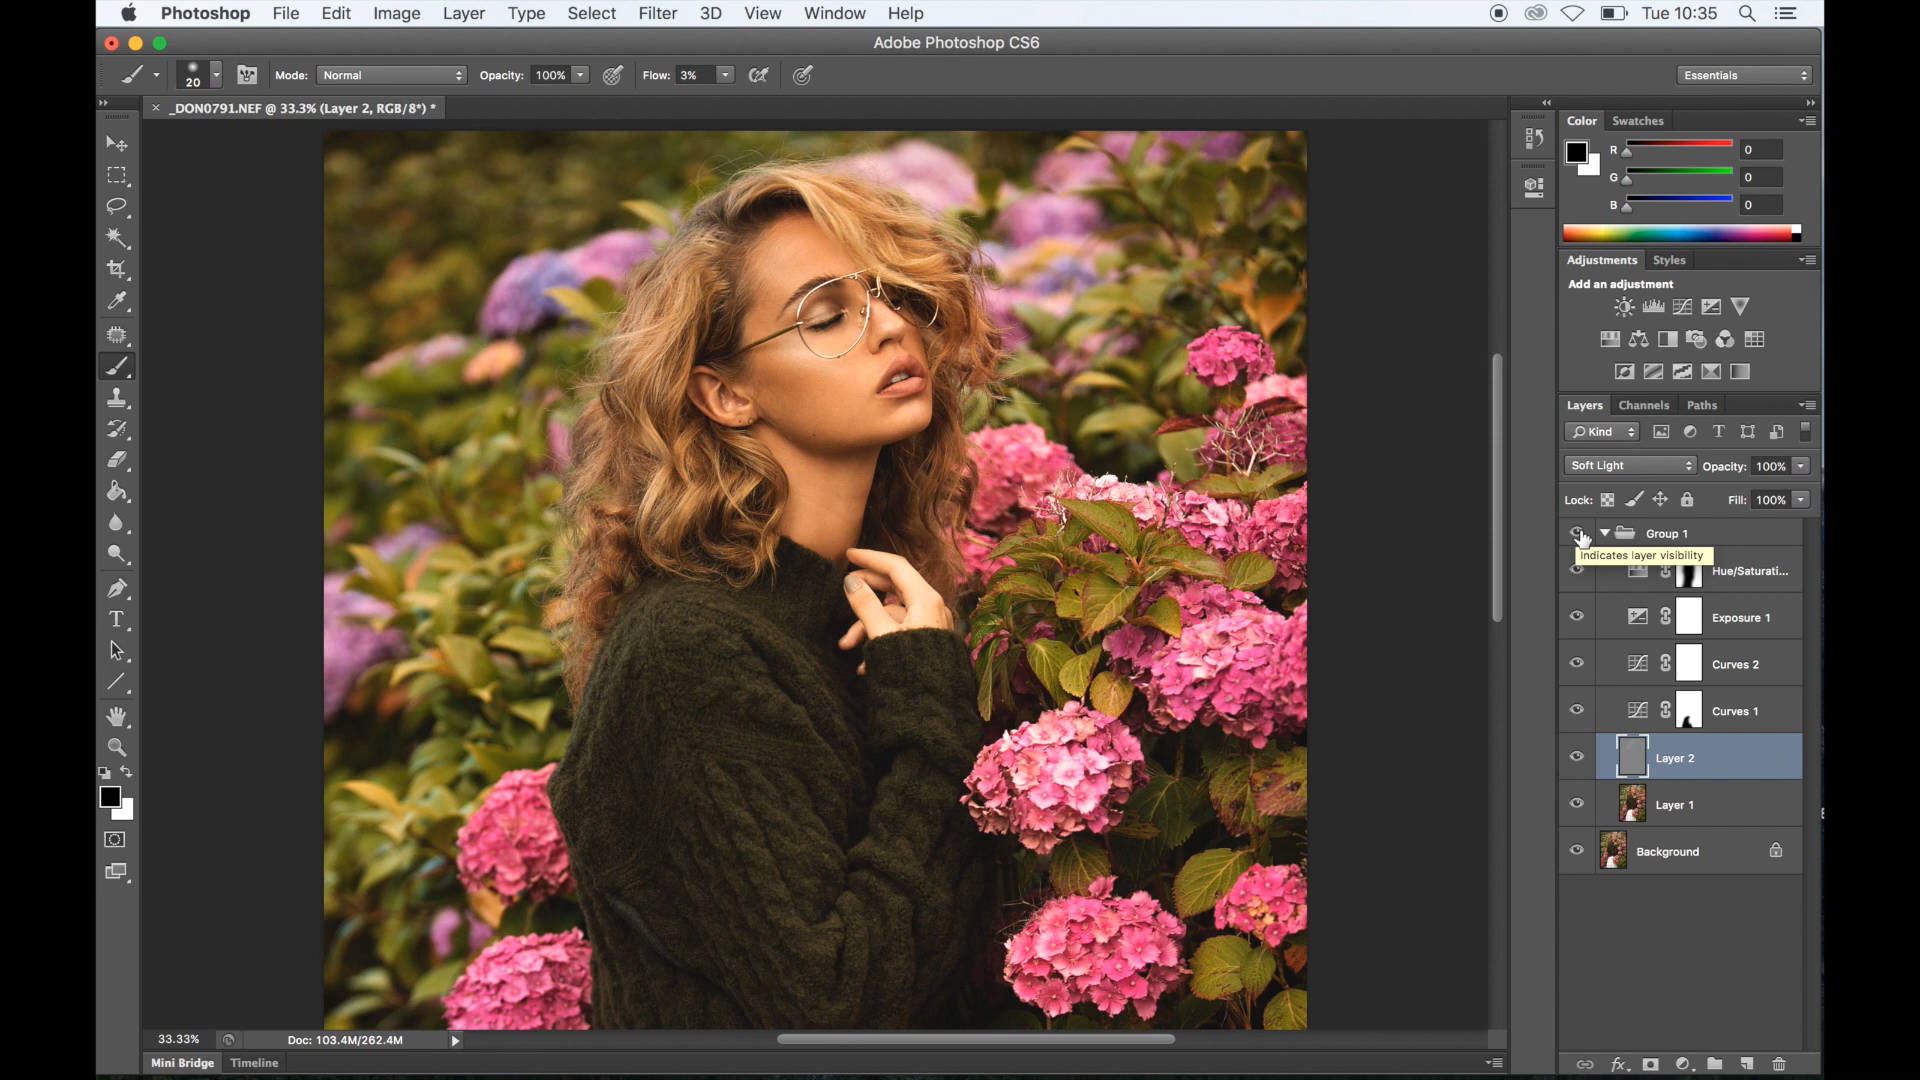 Photoshop File Edit Image Layer Type Select Filter 3D View Window Help Tue 10:35
Adobe Photoshop CS6
20 Mode: Normal Opacity: 100% Flow: 3% Essentials
_DON0791.NEF @ 33.3% (Layer 2, RGB/8*) *
Color Swatches
R 0
G 0
B 0
Adjustments Styles
Add an adjustment
Layers Channels Paths
Kind
Soft Light Opacity: 100%
Lock: Fill: 100%
Group 1
Indicates layer visibility
Hue/Saturati...
Exposure 1
Curves 2
Curves 1
Layer 2
Layer 1
Background
33.33% Doc: 103.4M/262.4M
Mini Bridge Timeline